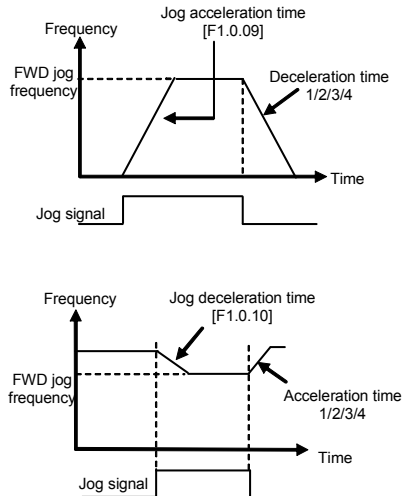 Jog acceleration time
[F1.0.09]
Frequency
FWD jog
frequency
Deceleration time
1/2/3/4
Time
Jog signal
Frequency
Jog deceleration time
[F1.0.10]
FWD jog
frequency
Acceleration time
1/2/3/4
Time
Jog signal